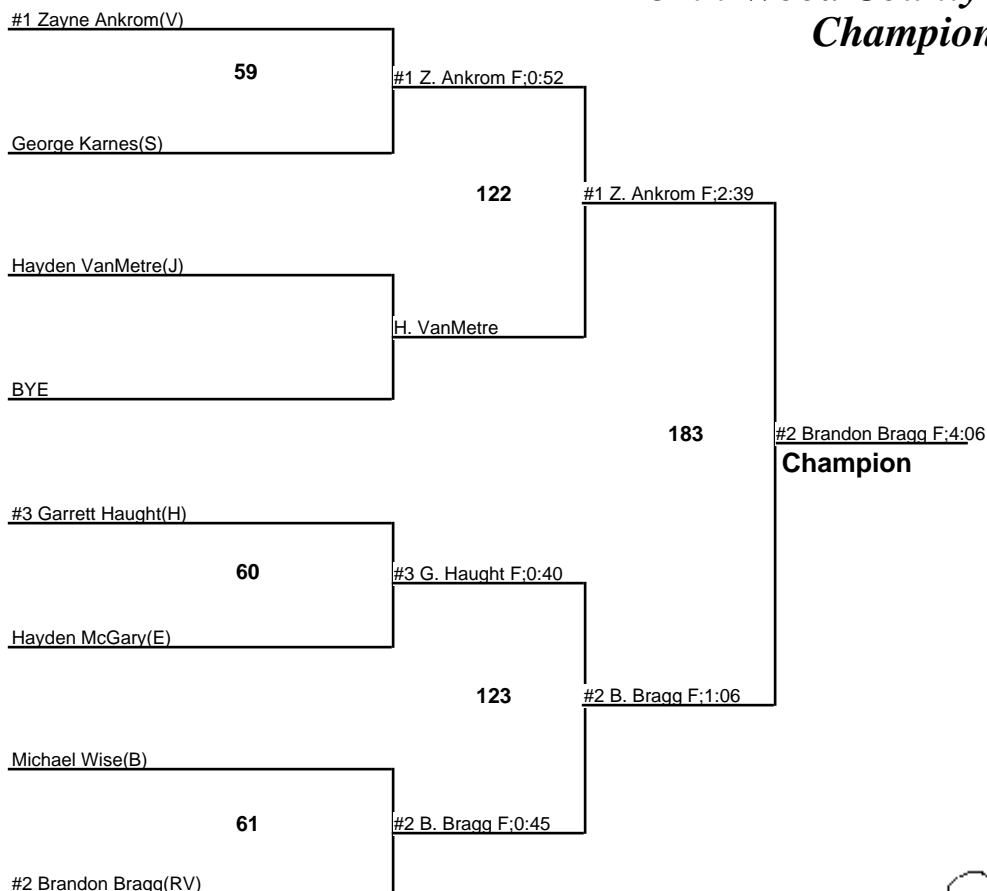 Champion
#1 Zayne Ankrom(V)
59
#1 Z. Ankrom F;0:52
George Karnes(S)
122
#1 Z. Ankrom F;2:39
Hayden VanMetre(J)
H. VanMetre
BYE
183
#2 Brandon Bragg F;4:06
Champion
#3 Garrett Haught(H)
60
#3 G. Haught F;0:40
Hayden McGary(E)
123
#2 B. Bragg F;1:06
Michael Wise(B)
61
#2 B. Bragg F;0:45
#2 Brandon Bragg(RV)